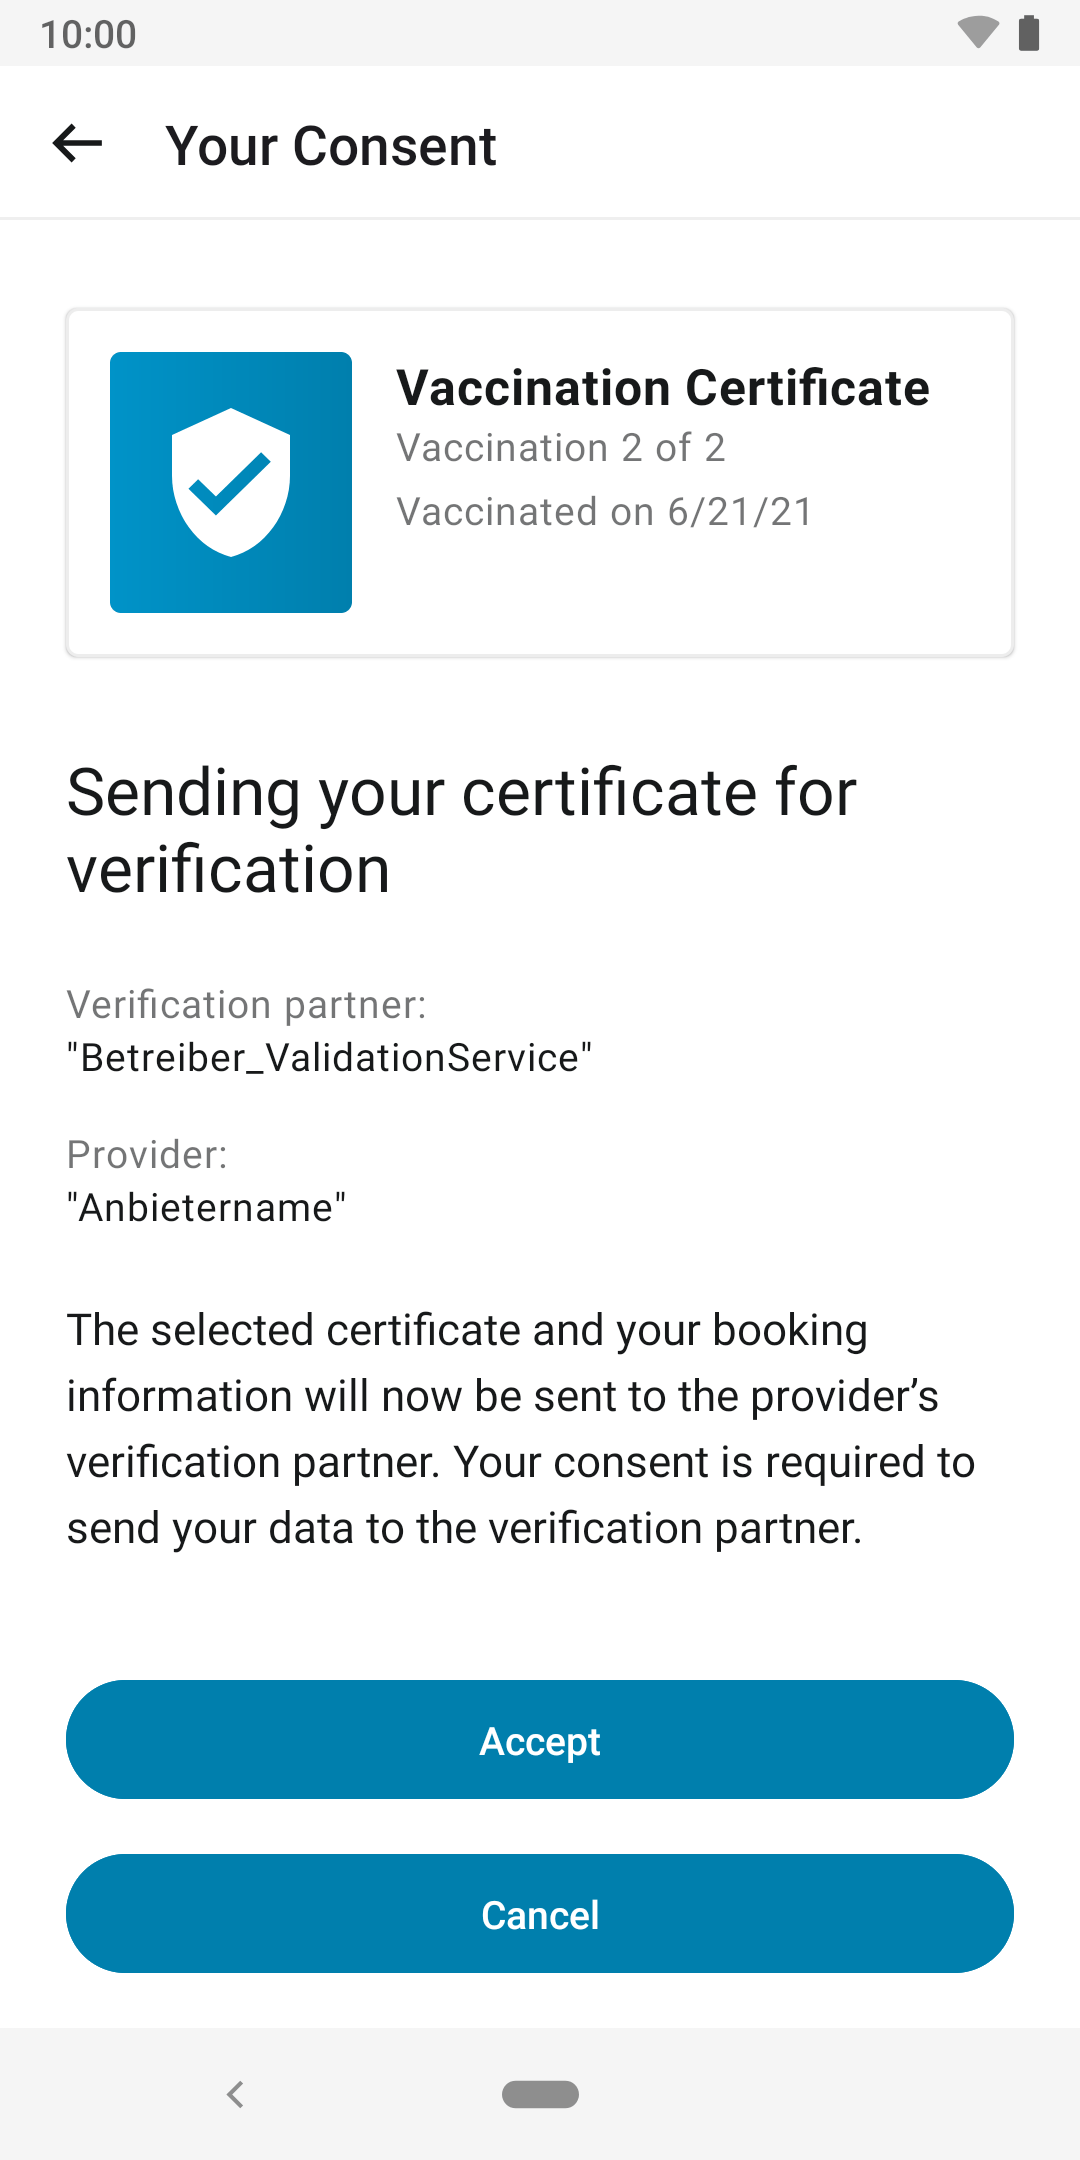 10:00
Your Consent
Vaccination Certificate
Vaccination 2 of 2
Vaccinated on 6/21/21
Sending your certificate for
verification
Verification partner:
"Betreiber_ValidationService"
Provider:
"Anbietername"
The selected certificate and your booking
information will now be sent to the provider’s
verification partner. Your consent is required to
send your data to the verification partner.
Accept
Cancel